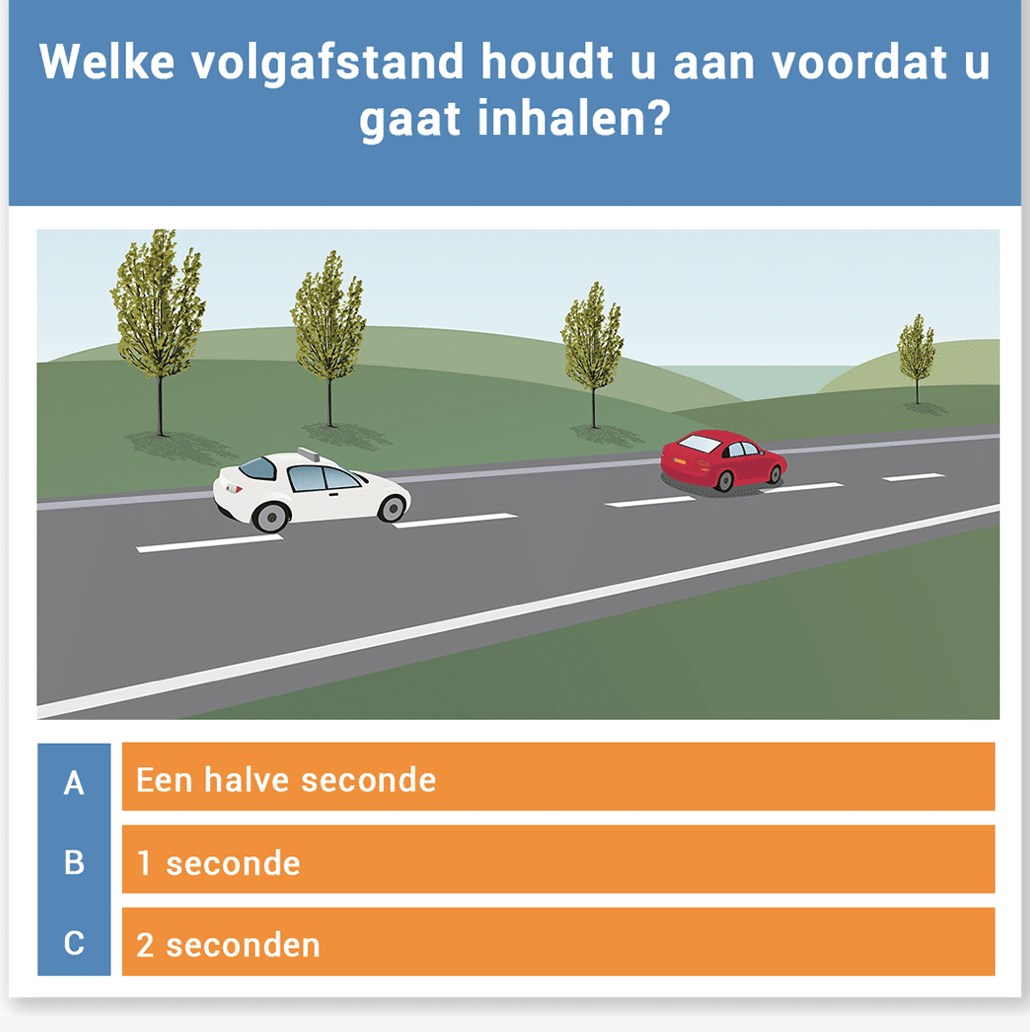 Welke volgafstand houdt u aan voordat u
gaat inhalen?
A Een halve seconde
B 1 seconde
C 2 seconden